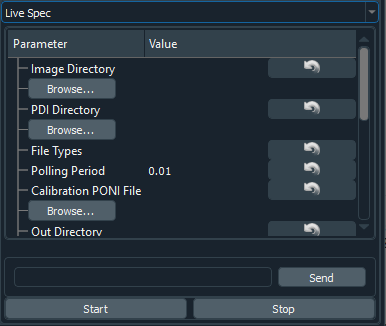 Live Spec
Parameter Value
Image Directory
Browse...
PDI Directory
Browse...
File Types
Polling Period 0.01
Calibration PONI File
Browse...
Out Directory
Send
Start Stop